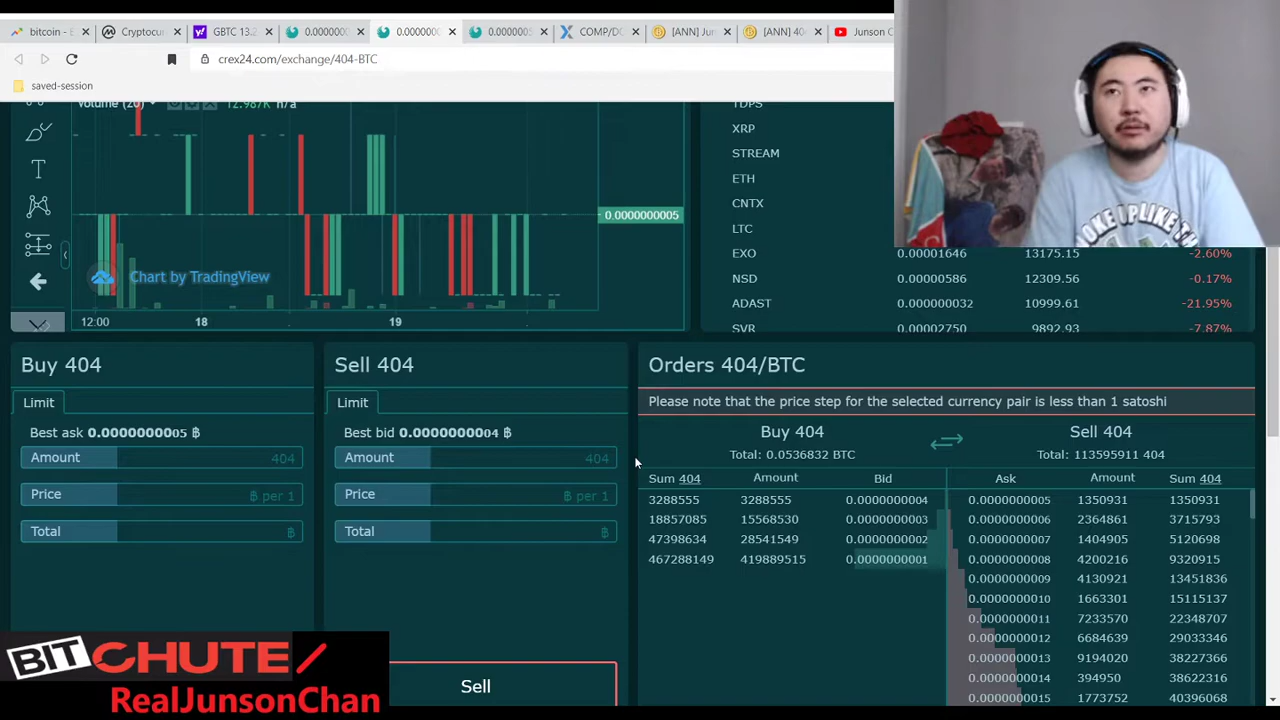 bitcoin - E
Cryptocur
GBTC 13.2
0.0000000
0.0000000
0.0000000
COMP/DO
[ANN] Jun
[ANN] 40
Junson C
crex24.com/exchange/404-BTC
saved-session
Volume (20)
12.987K
n/a
TDPS
XRP
STREAM
ETH
CNTX
LTC
EXO 0.00001646 13175.15 -2.60%
NSD 0.00000586 12309.56 -0.17%
ADAST 0.000000032 10999.61 -21.95%
SVR 0.00002750 9892.93 -7.87%
0.0000000005
Chart by TradingView
12:00 18 19
Buy 404
Limit
Best ask 0.0000000005 ₿
Amount 404
Price ₿ per 1
Total ₿
Sell 404
Limit
Best bid 0.0000000004 ₿
Amount 404
Price ₿ per 1
Total ₿
Sell
Orders 404/BTC
Please note that the price step for the selected currency pair is less than 1 satoshi
Buy 404
Total: 0.0536832 BTC
Sell 404
Total: 113595911 404
Sum 404 Amount Bid Ask Amount Sum 404
3288555 3288555 0.0000000004 0.0000000005 1350931 1350931
18857085 15568530 0.0000000003 0.0000000006 2364861 3715793
47398634 28541549 0.0000000002 0.0000000007 1404905 5120698
467288149 419889515 0.0000000001 0.0000000008 4200216 9320915
0.0000000009 4130921 13451836
0.0000000010 1663301 15115137
0.0000000011 7233570 22348707
0.0000000012 6684639 29033346
0.0000000013 9194020 38227366
0.0000000014 394950 38622316
0.0000000015 1773752 40396068
BITCHUTE/
RealJunsonChan